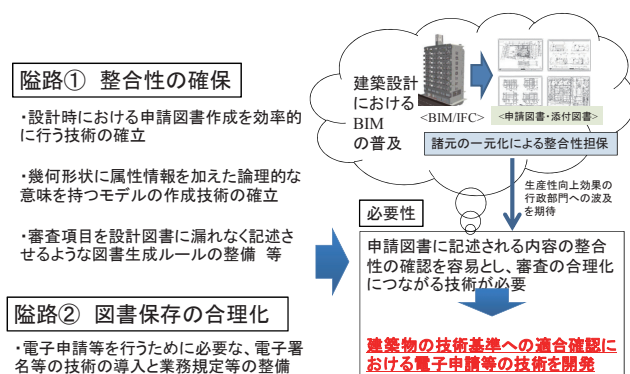 隘路① 整合性の確保
・設計時における申請図書作成を効率的
に行う技術の確立
・幾何形状に属性情報を加えた論理的な
意味を持つモデルの作成技術の確立
・審査項目を設計図書に漏れなく記述さ
せるような図書生成ルールの整備 等
隘路② 図書保存の合理化
・電子申請等を行うために必要な、電子署
名等の技術の導入と業務規定等の整備
建築設計
における
BIM
の普及
<BIM/IFC>
<申請図書・添付図書>
諸元の一元化による整合性担保
生産性向上効果の
行政部門への波及
を期待
必要性
申請図書に記述される内容の整合
性の確認を容易とし、審査の合理化
につながる技術が必要
建築物の技術基準への適合確認に
おける電子申請等の技術を開発